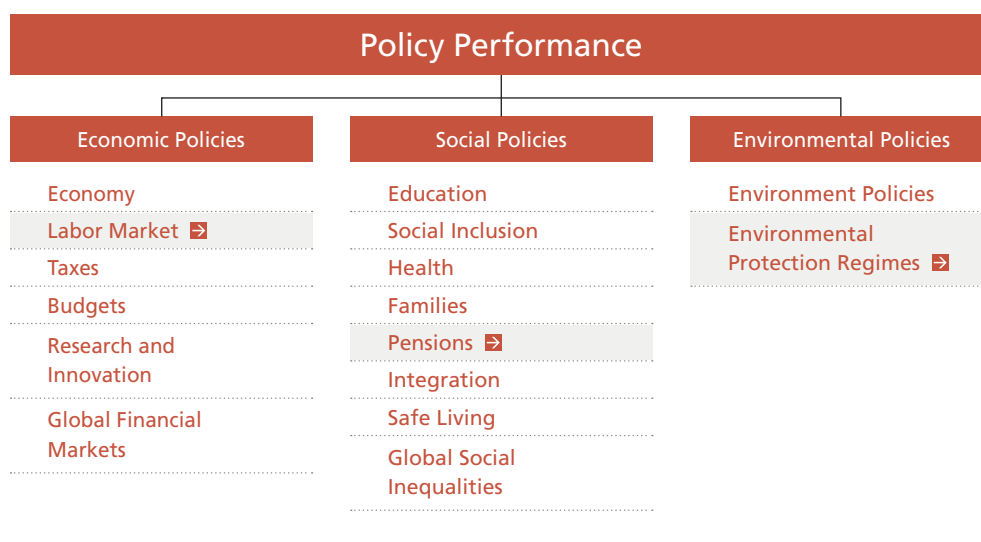 Policy Performance
Economic Policies
Economy
Labor Market
Taxes
Budgets
Research and
Innovation
Global Financial
Markets
Social Policies
Education
Social Inclusion
Health
Families
Pensions
Integration
Safe Living
Global Social
Inequalities
Environmental Policies
Environment Policies
Environmental
Protection Regimes